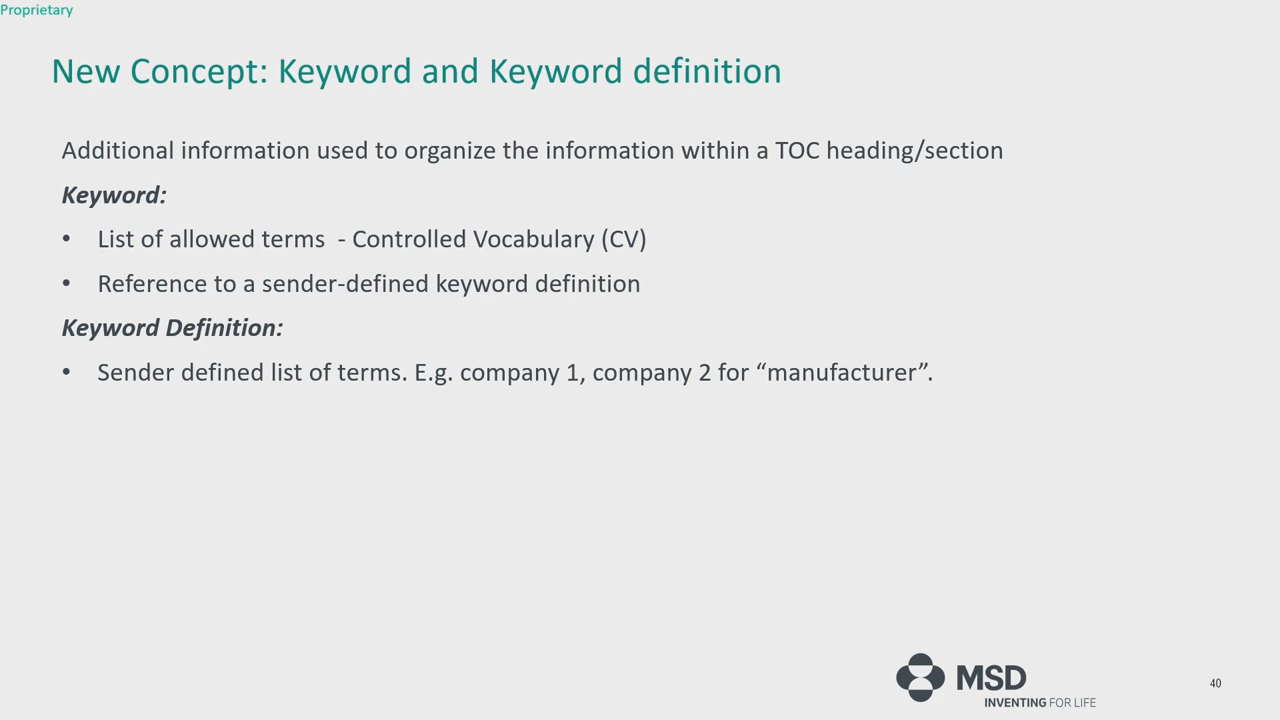 Proprietary
New Concept: Keyword and Keyword definition
Additional information used to organize the information within a TOC heading/section
Keyword:
• List of allowed terms  - Controlled Vocabulary (CV)
• Reference to a sender-defined keyword definition
Keyword Definition:
• Sender defined list of terms. E.g. company 1, company 2 for “manufacturer”.
MSD
INVENTING FOR LIFE
40